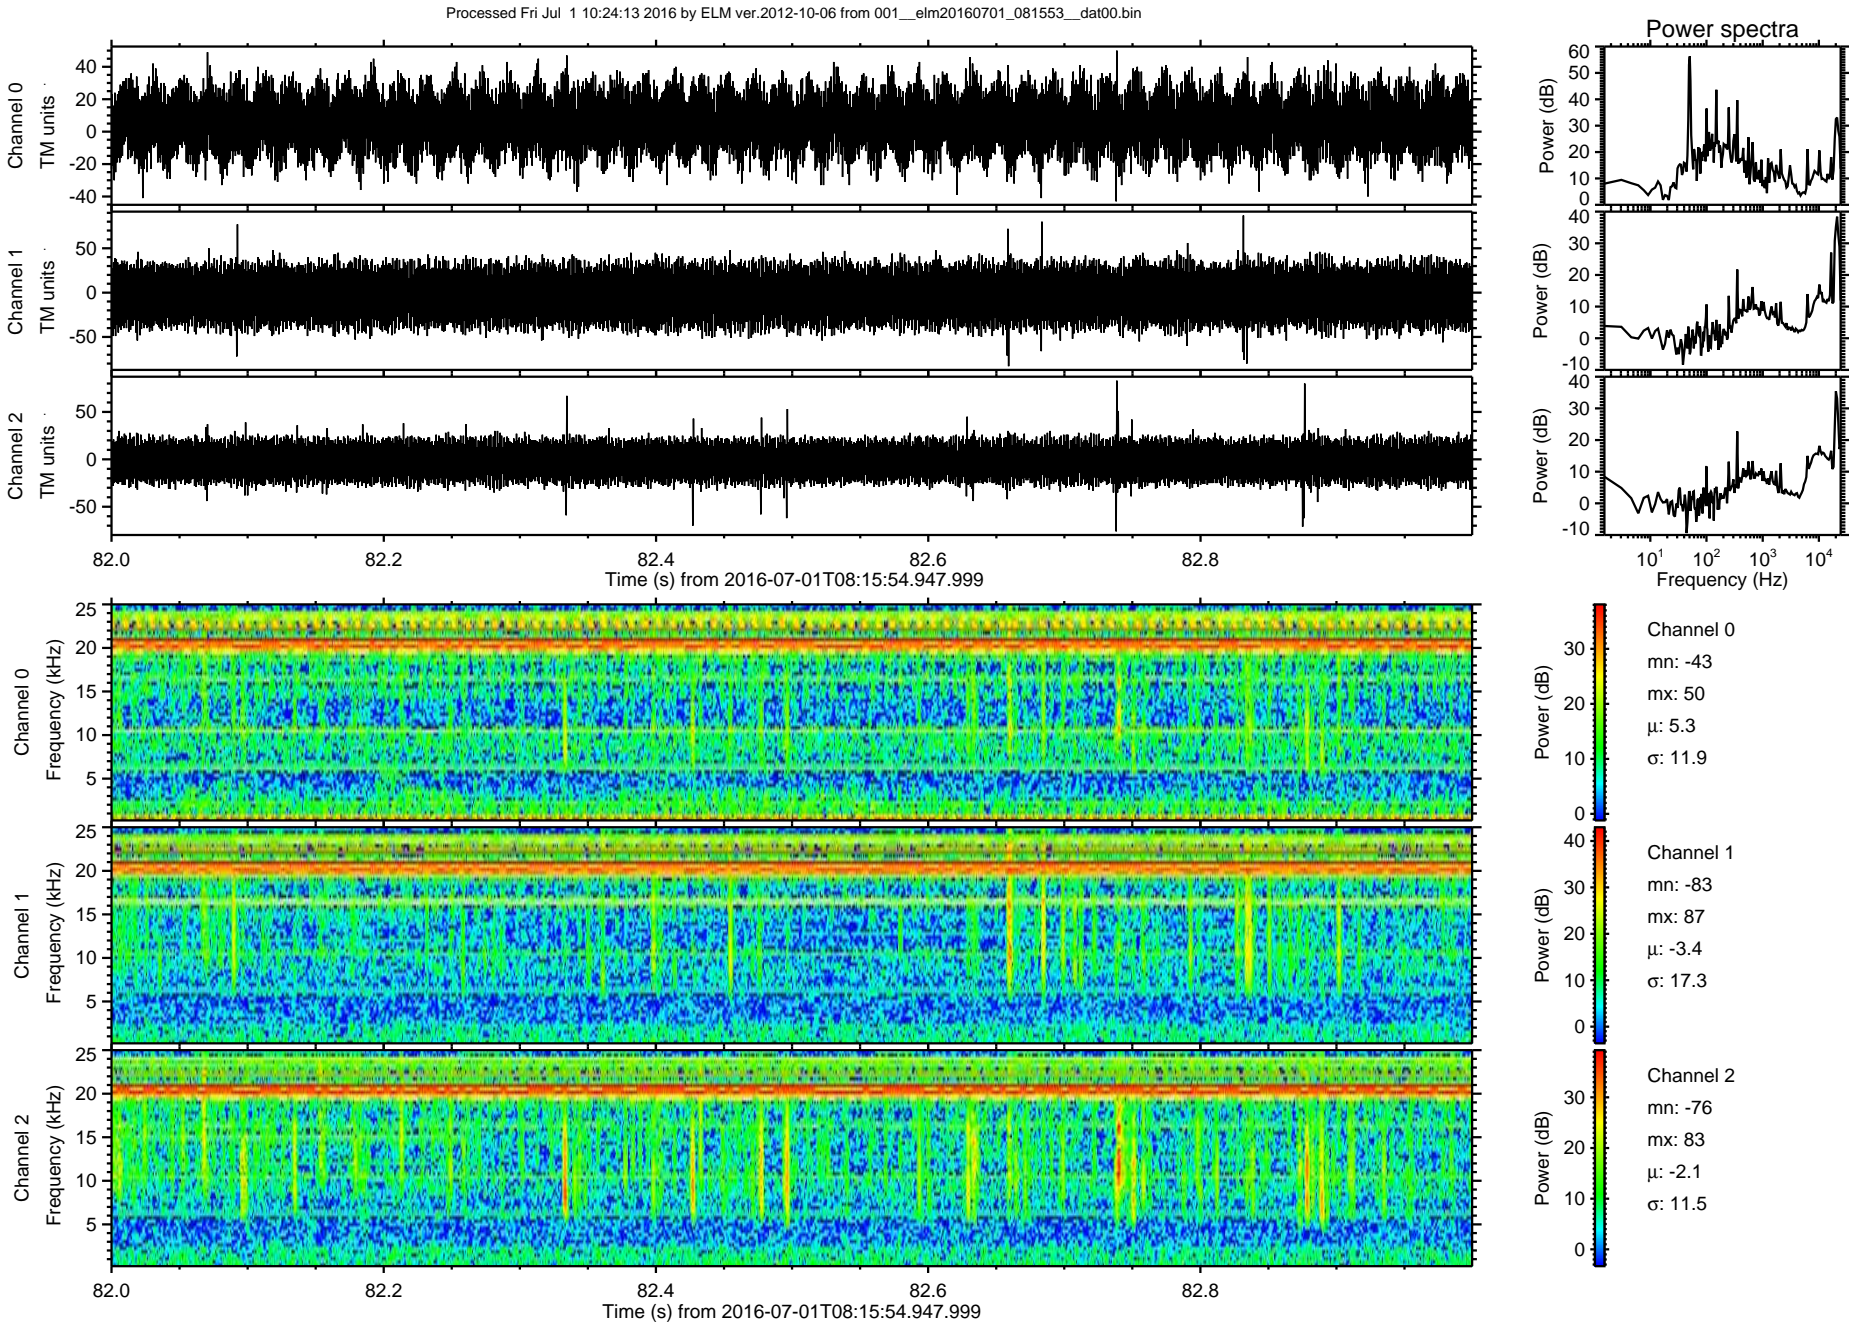 Processed Fri Jul  1 10:24:13 2016 by ELM ver.2012-10-06 from 001__elm20160701_081553__dat00.bin
Power spectra
Channel 0
TM units
40
20
0
-20
-40
Power (dB)
60
50
40
30
20
10
0
Channel 1
TM units
50
0
-50
Power (dB)
40
30
20
10
0
-10
Channel 2
TM units
50
0
-50
Power (dB)
40
30
20
10
0
-10
82.0 82.2 82.4 82.6 82.8
Time (s) from 2016-07-01T08:15:54.947.999
10¹ 10² 10³ 10⁴
Frequency (Hz)
Channel 0
Frequency (kHz)
25
20
15
10
5
Power (dB)
30
20
10
0
Channel 0
mn: -43
mx: 50
μ: 5.3
σ: 11.9
Channel 1
Frequency (kHz)
25
20
15
10
5
Power (dB)
40
30
20
10
0
Channel 1
mn: -83
mx: 87
μ: -3.4
σ: 17.3
Channel 2
Frequency (kHz)
25
20
15
10
5
Power (dB)
30
20
10
0
Channel 2
mn: -76
mx: 83
μ: -2.1
σ: 11.5
82.0 82.2 82.4 82.6 82.8
Time (s) from 2016-07-01T08:15:54.947.999